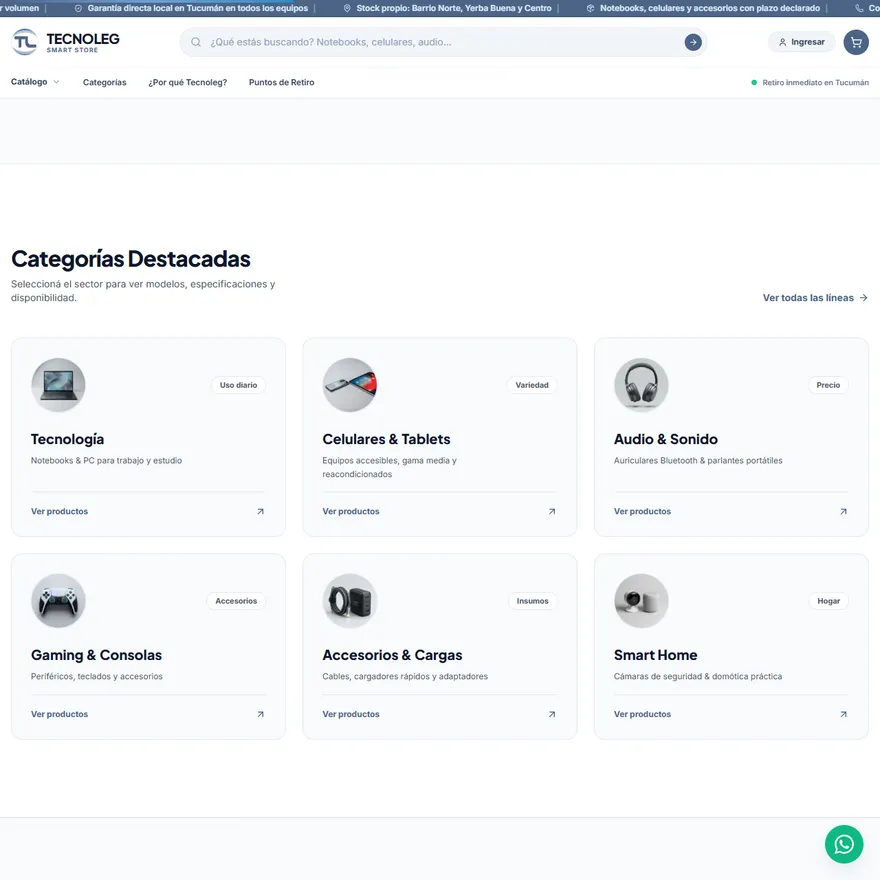 r volumen |
Garantía directa local en Tucumán en todos los equipos |
Stock propio: Barrio Norte, Yerba Buena y Centro |
Notebooks, celulares y accesorios con plazo declarado |
Co
TL
TECNOLEG
SMART STORE
¿Qué estás buscando? Notebooks, celulares, audio...
Ingresar
Catálogo
Categorías
¿Por qué Tecnoleg?
Puntos de Retiro
Retiro inmediato en Tucumán
Categorías Destacadas
Seleccioná el sector para ver modelos, especificaciones y
disponibilidad.
Ver todas las líneas
Uso diario
Tecnología
Notebooks & PC para trabajo y estudio
Ver productos
Variedad
Celulares & Tablets
Equipos accesibles, gama media y
reacondicionados
Ver productos
Precio
Audio & Sonido
Auriculares Bluetooth & parlantes portátiles
Ver productos
Accesorios
Gaming & Consolas
Periféricos, teclados y accesorios
Ver productos
Insumos
Accesorios & Cargas
Cables, cargadores rápidos y adaptadores
Ver productos
Hogar
Smart Home
Cámaras de seguridad & domótica práctica
Ver productos